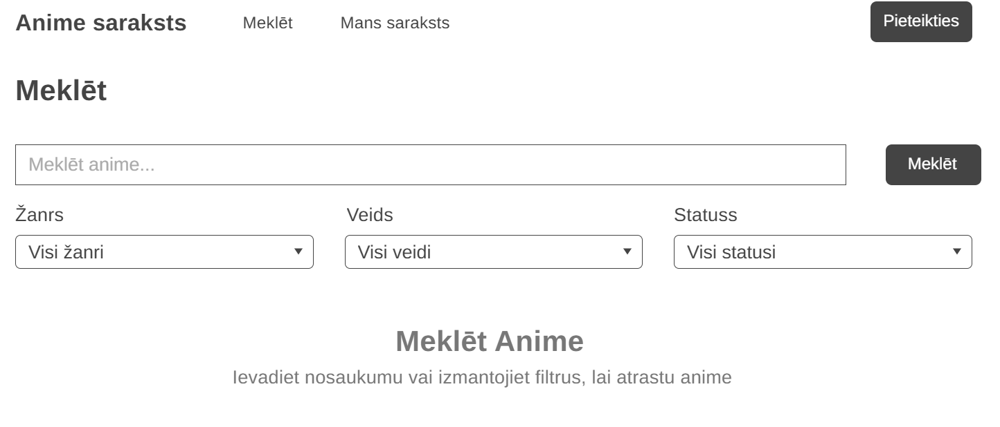 Anime saraksts Meklēt Mans saraksts Pieteikties
Meklēt
Meklēt anime... Meklēt
Žanrs Veids Statuss
Visi žanri Visi veidi Visi statusi
Meklēt Anime
Ievadiet nosaukumu vai izmantojiet filtrus, lai atrastu anime